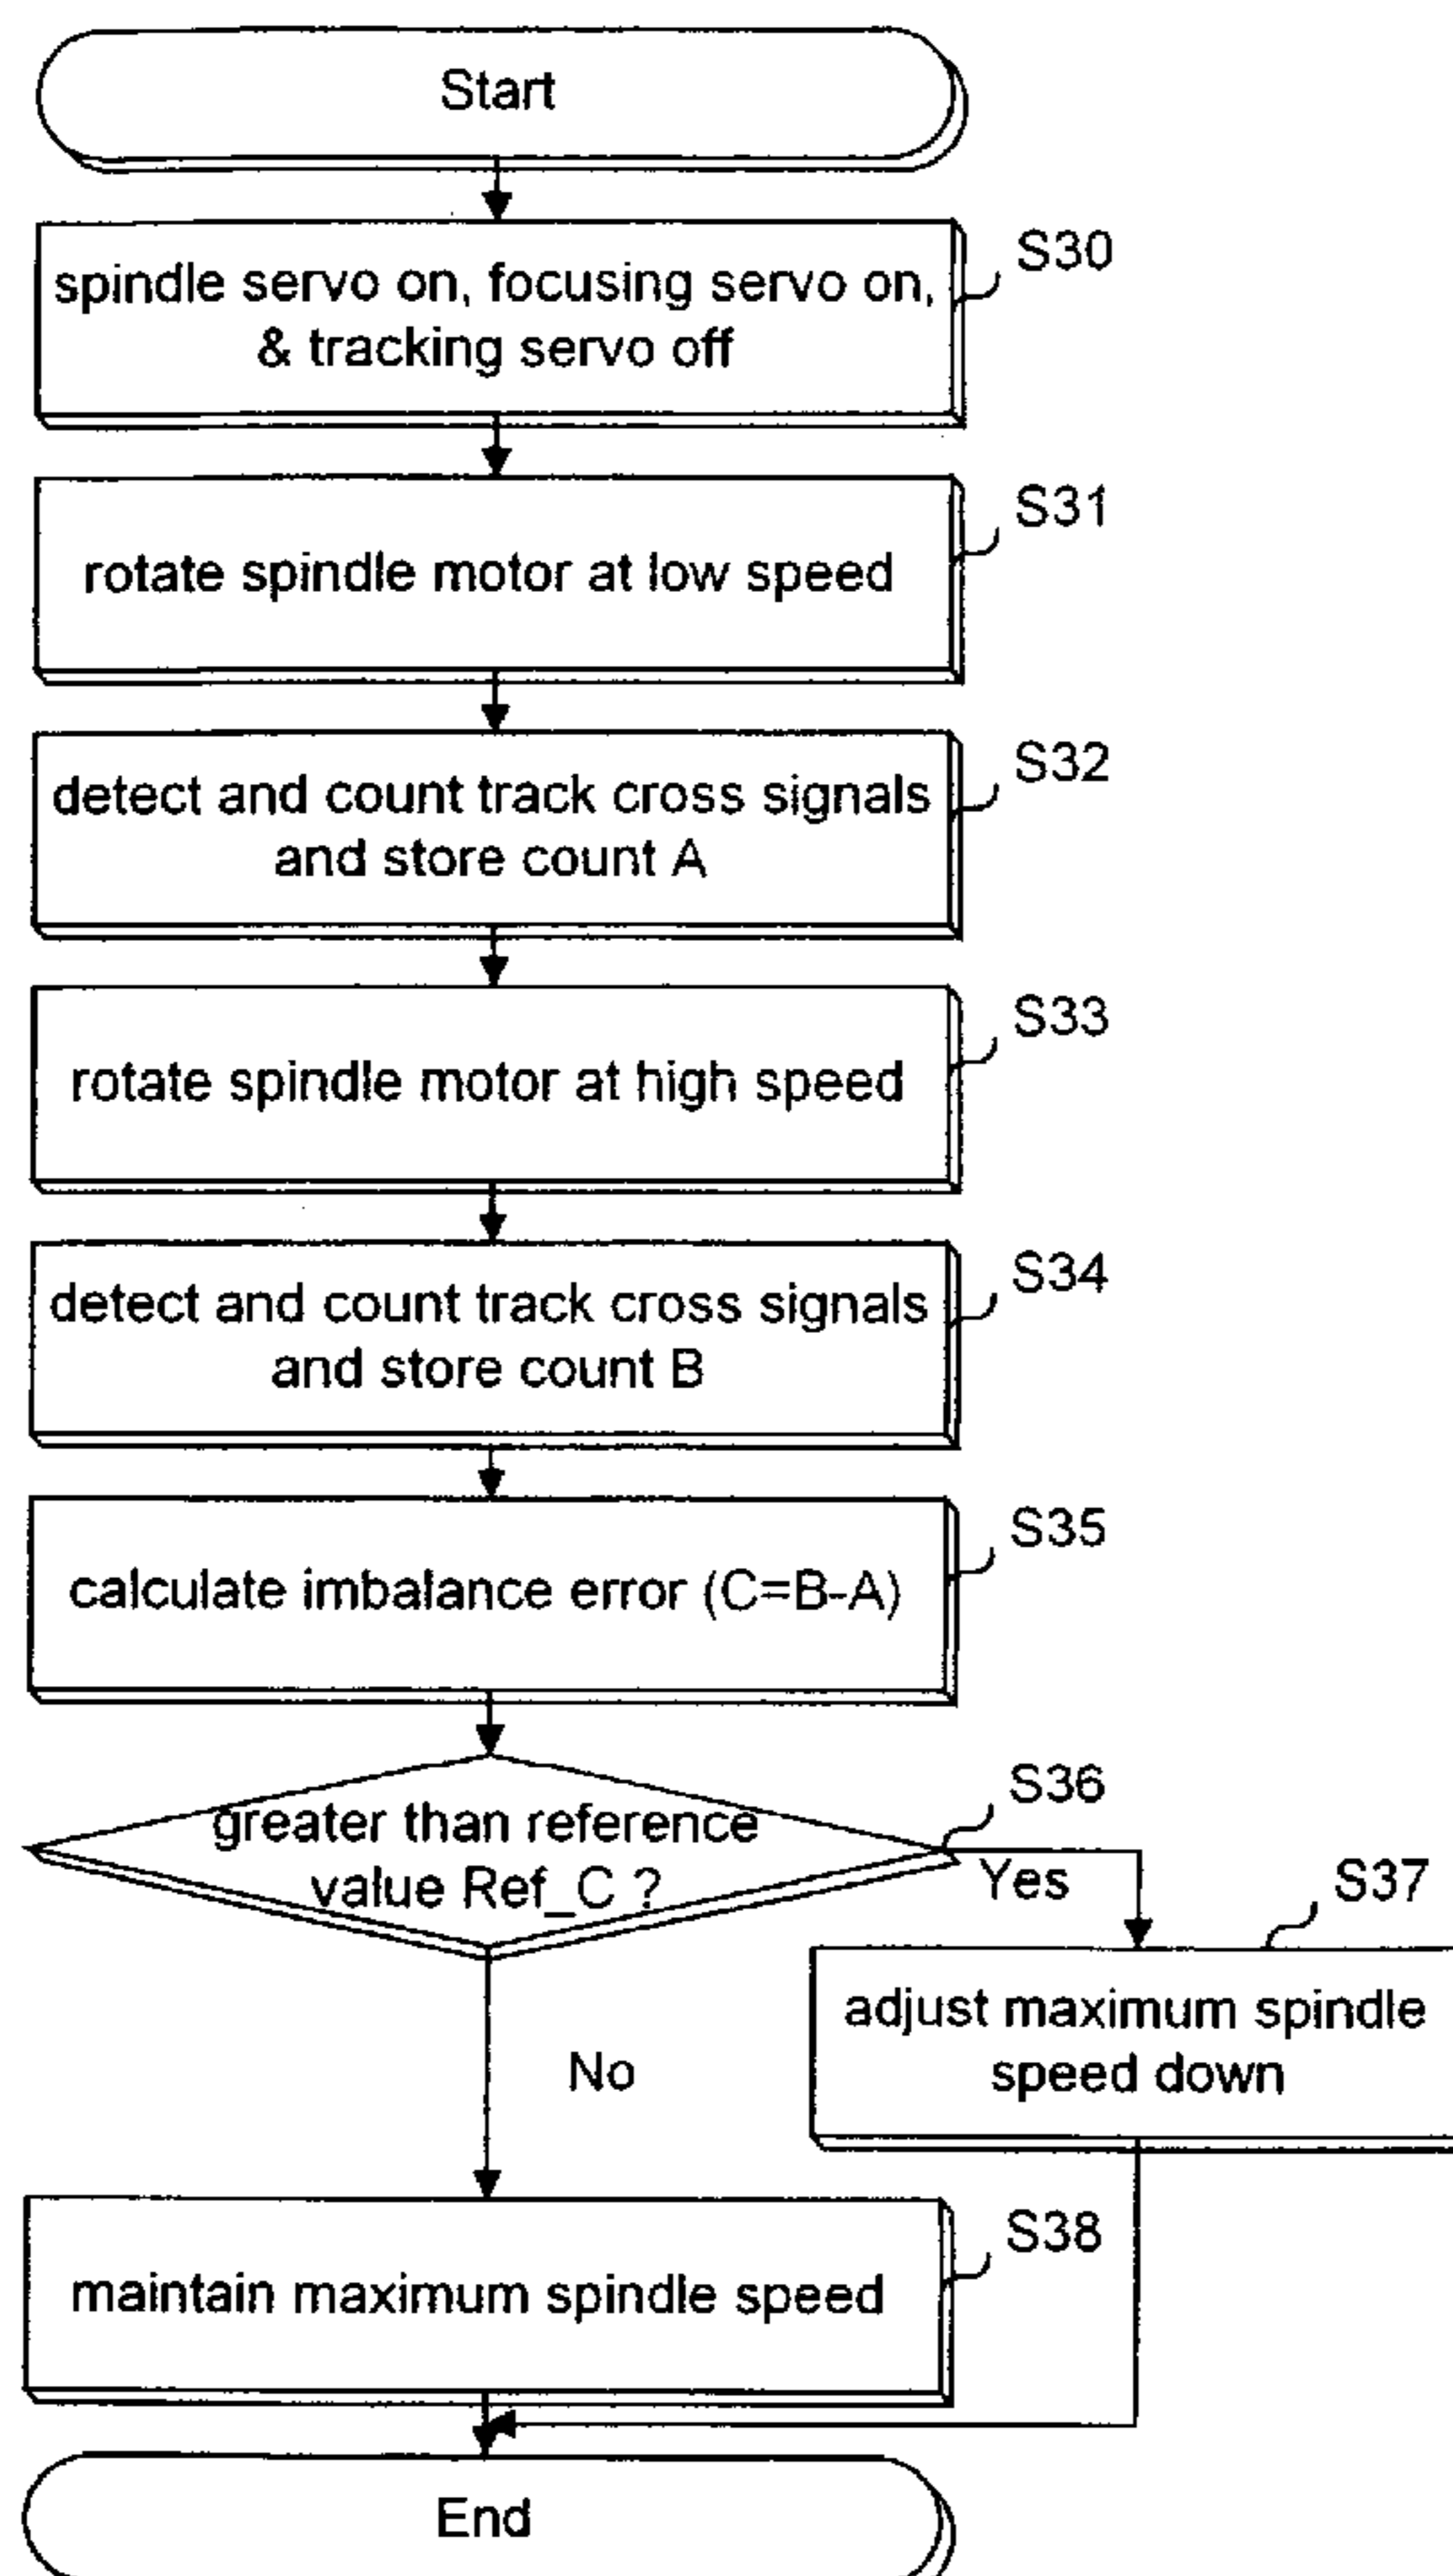 Start
spindle servo on, focusing servo on,
& tracking servo off
S30
rotate spindle motor at low speed
S31
detect and count track cross signals
and store count A
S32
rotate spindle motor at high speed
S33
detect and count track cross signals
and store count B
S34
calculate imbalance error (C=B-A)
S35
greater than reference
value Ref_C ?
S36
Yes
S37
adjust maximum spindle
speed down
No
maintain maximum spindle speed
S38
End